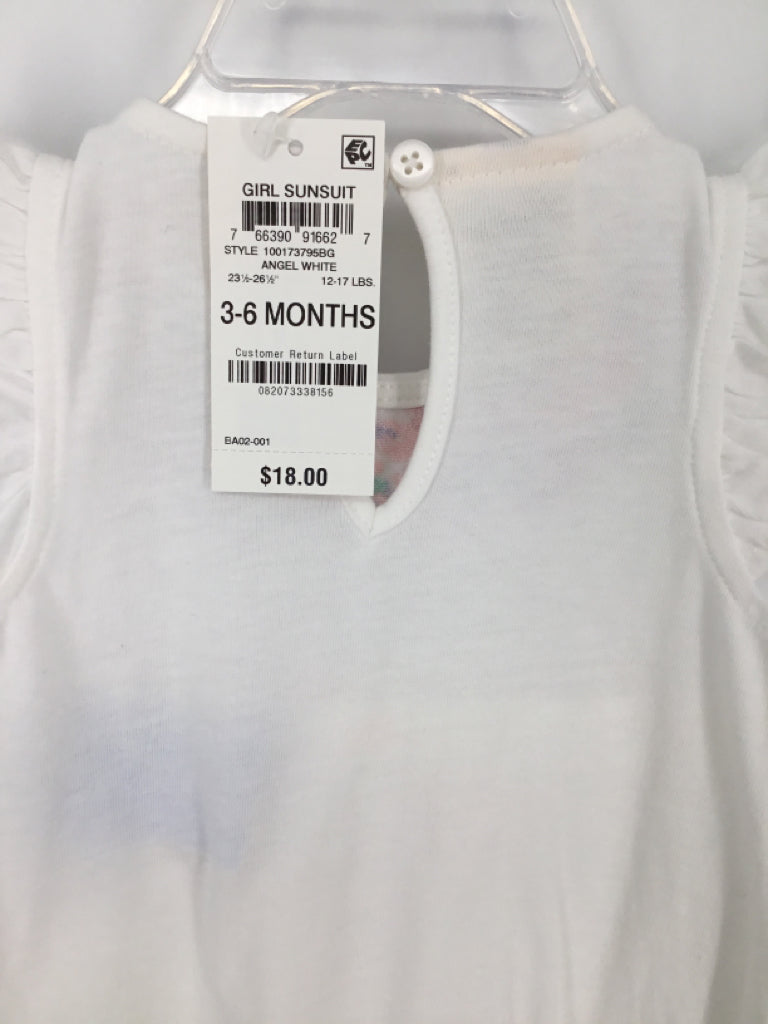 EPC™
GIRL SUNSUIT
7 66390 91662 7
STYLE 100173795BG
ANGEL WHITE
23½-26½" 12-17 LBS.
3-6 MONTHS
Customer Return Label
082073338156
BA02-001
$18.00